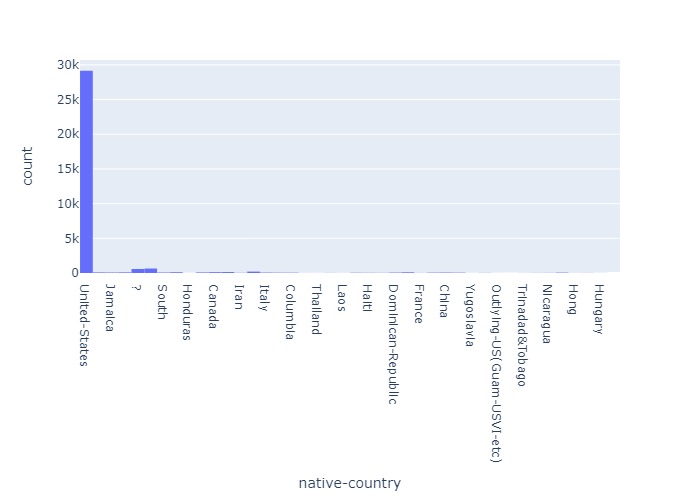 30k
25k
20k
15k
10k
5k
0
count
United-States
Jamaica
?
South
Honduras
Canada
Iran
Italy
Columbia
Thailand
Laos
Haiti
Dominican-Republic
France
China
Yugoslavia
Outlying-US(Guam-USVI-etc)
Trinadad&Tobago
Nicaragua
Hong
Hungary
native-country